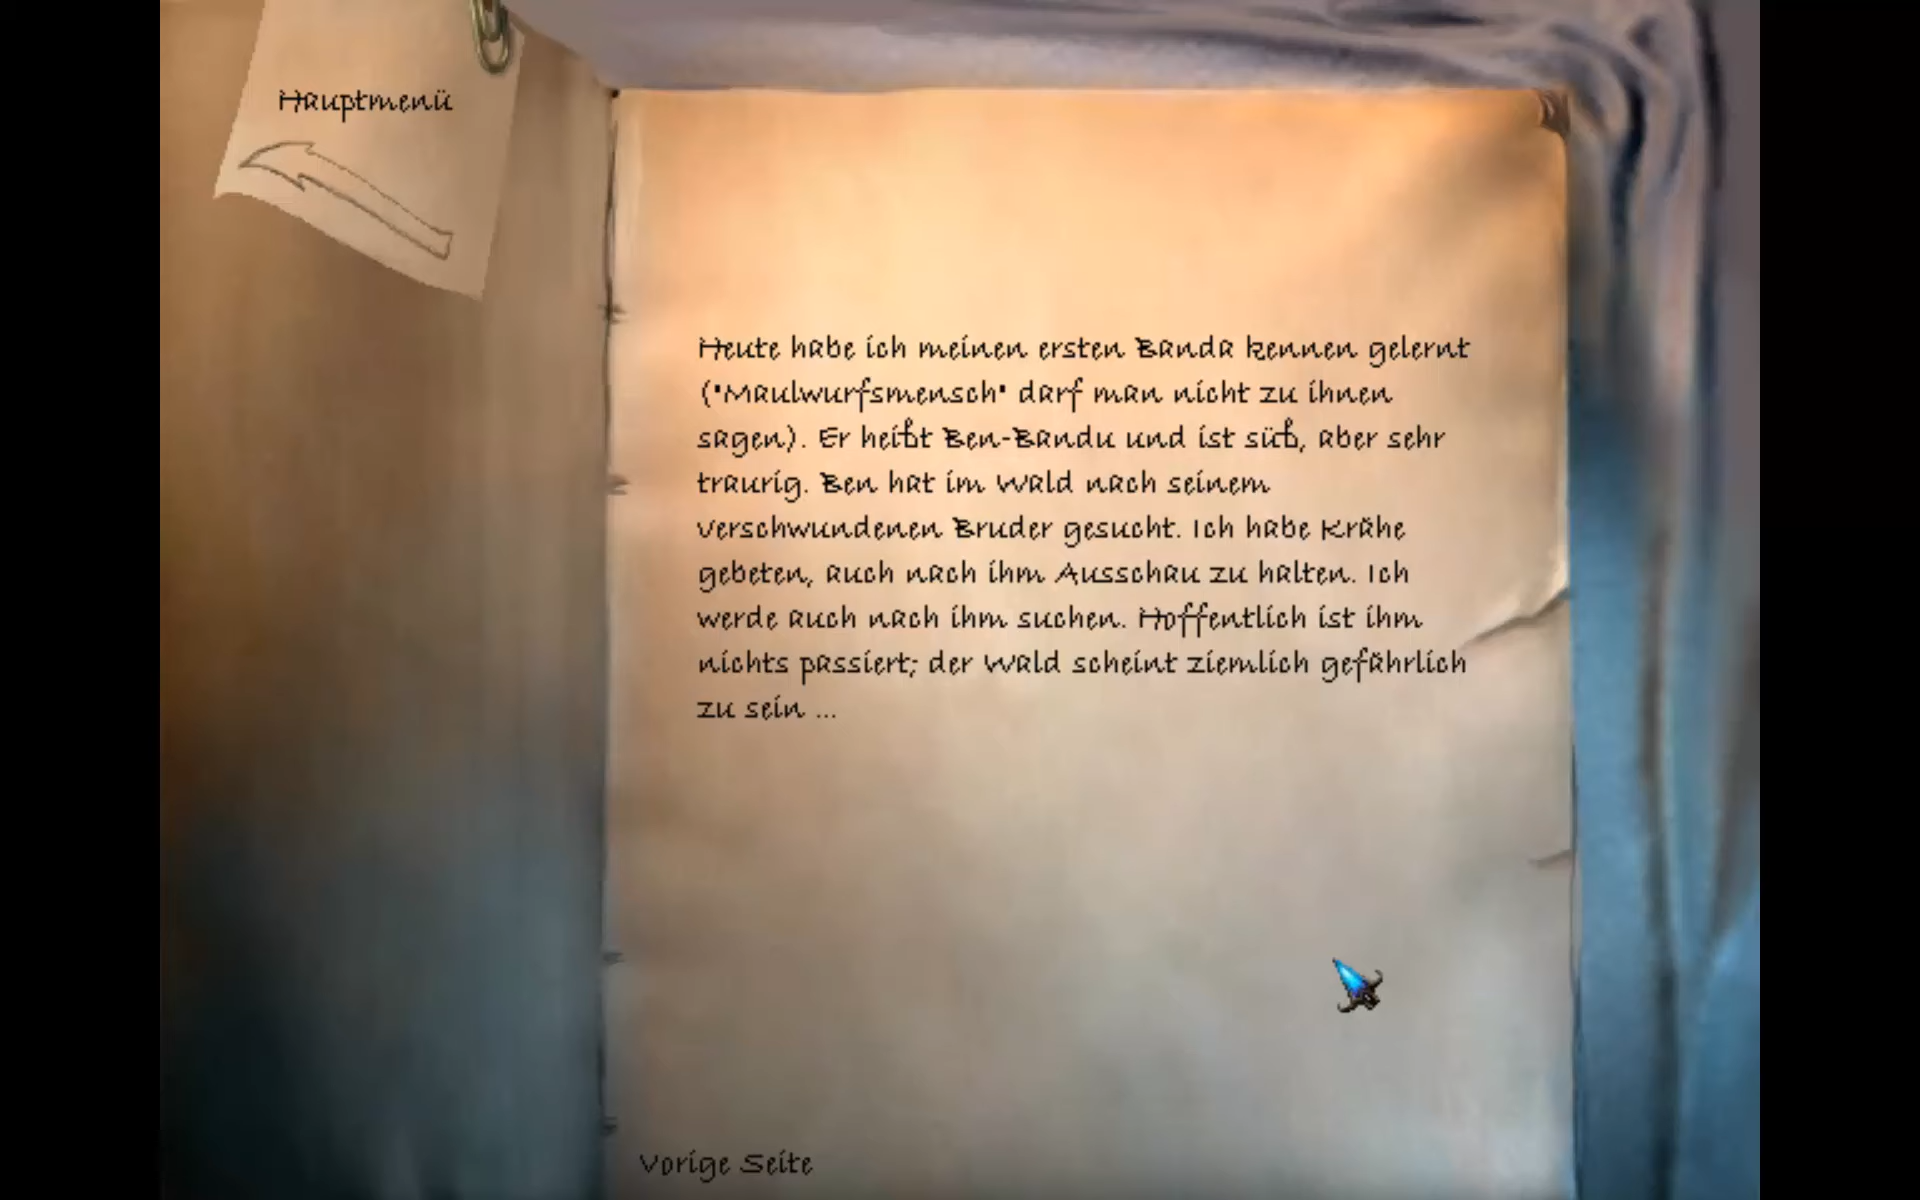 Hauptmenü
Heute habe ich meinen ersten Banda kennen gelernt
("Maulwurfsmensch" darf man nicht zu ihnen
sagen). Er heißt Ben-Bandu und ist süß, aber sehr
traurig. Ben hat im Wald nach seinem
verschwundenen Bruder gesucht. Ich habe Krähe
gebeten, auch nach ihm Ausschau zu halten. Ich
werde auch nach ihm suchen. Hoffentlich ist ihm
nichts passiert; der Wald scheint ziemlich gefährlich
zu sein ...
Vorige Seite